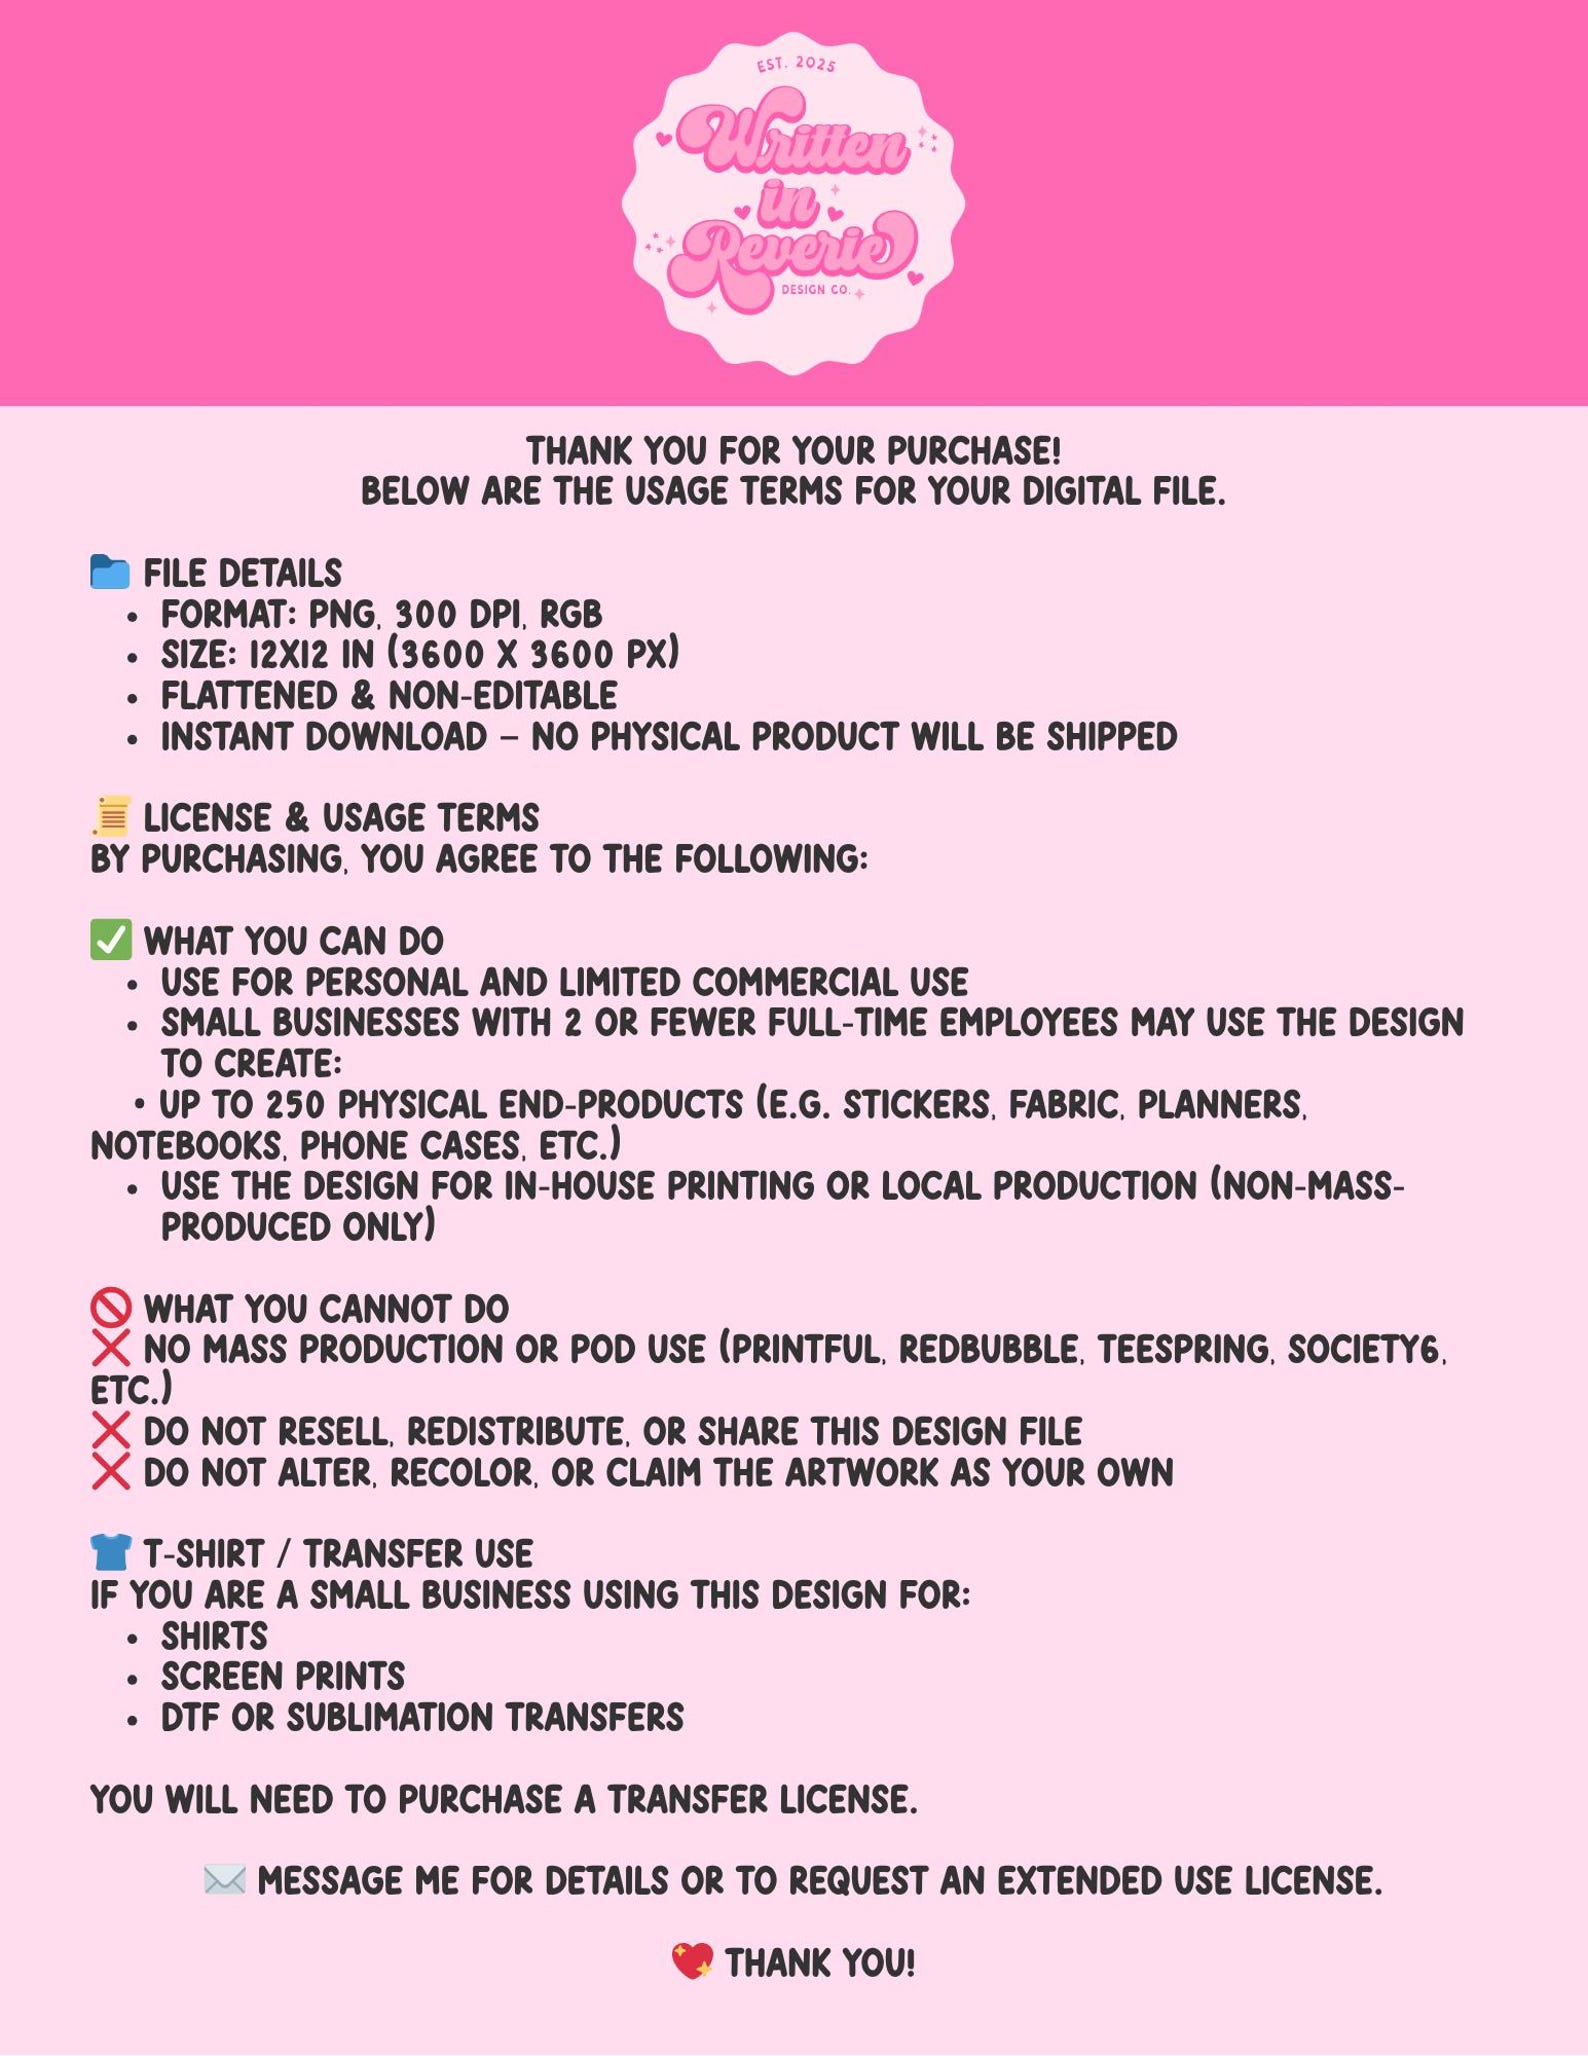 EST. 2025
Written
in
Reverie
DESIGN CO.
THANK YOU FOR YOUR PURCHASE!
BELOW ARE THE USAGE TERMS FOR YOUR DIGITAL FILE.
FILE DETAILS
• FORMAT: PNG, 300 DPI, RGB
• SIZE: 12X12 IN (3600 X 3600 PX)
• FLATTENED & NON-EDITABLE
• INSTANT DOWNLOAD – NO PHYSICAL PRODUCT WILL BE SHIPPED
LICENSE & USAGE TERMS
BY PURCHASING, YOU AGREE TO THE FOLLOWING:
WHAT YOU CAN DO
• USE FOR PERSONAL AND LIMITED COMMERCIAL USE
• SMALL BUSINESSES WITH 2 OR FEWER FULL-TIME EMPLOYEES MAY USE THE DESIGN
TO CREATE:
• UP TO 250 PHYSICAL END-PRODUCTS (E.G. STICKERS, FABRIC, PLANNERS,
NOTEBOOKS, PHONE CASES, ETC.)
• USE THE DESIGN FOR IN-HOUSE PRINTING OR LOCAL PRODUCTION (NON-MASS-
PRODUCED ONLY)
WHAT YOU CANNOT DO
❌ NO MASS PRODUCTION OR POD USE (PRINTFUL, REDBUBBLE, TEESPRING, SOCIETY6,
ETC.)
❌ DO NOT RESELL, REDISTRIBUTE, OR SHARE THIS DESIGN FILE
❌ DO NOT ALTER, RECOLOR, OR CLAIM THE ARTWORK AS YOUR OWN
T-SHIRT / TRANSFER USE
IF YOU ARE A SMALL BUSINESS USING THIS DESIGN FOR:
• SHIRTS
• SCREEN PRINTS
• DTF OR SUBLIMATION TRANSFERS
YOU WILL NEED TO PURCHASE A TRANSFER LICENSE.
MESSAGE ME FOR DETAILS OR TO REQUEST AN EXTENDED USE LICENSE.
THANK YOU!